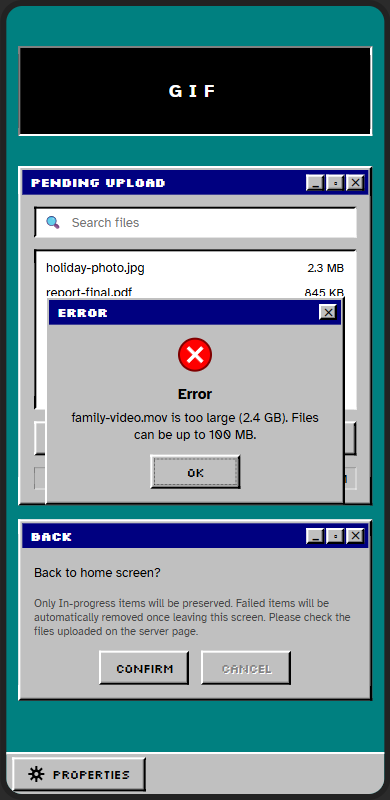 GIF
PENDING UPLOAD
Search files
holiday-photo.jpg 2.3 MB
report-final.pdf 845 KB
ERROR
Error
family-video.mov is too large (2.4 GB). Files
can be up to 100 MB.
OK
BACK
Back to home screen?
Only In-progress items will be preserved. Failed items will be
automatically removed once leaving this screen. Please check the
files uploaded on the server page.
CONFIRM CANCEL
PROPERTIES